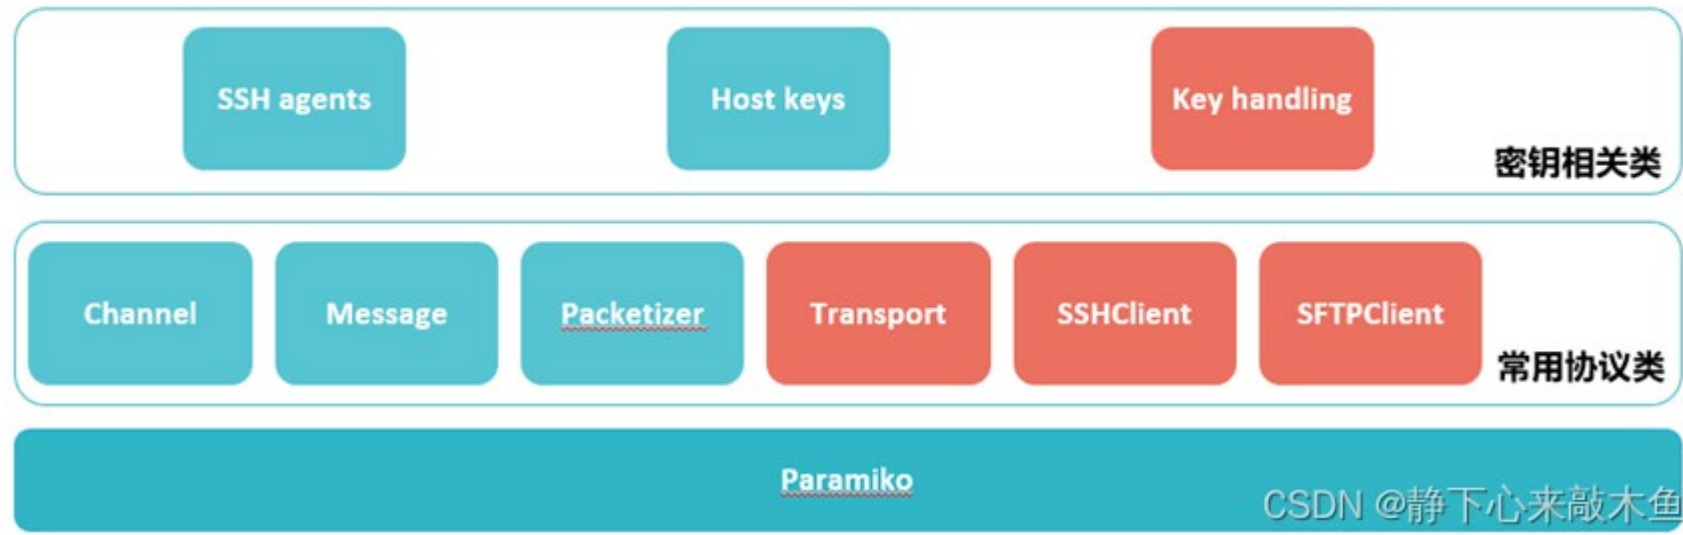 SSH agents
Host keys
Key handling
密钥相关类
Channel
Message
Packetizer
Transport
SSHClient
SFTPClient
常用协议类
Paramiko
CSDN @静下心来敲木鱼